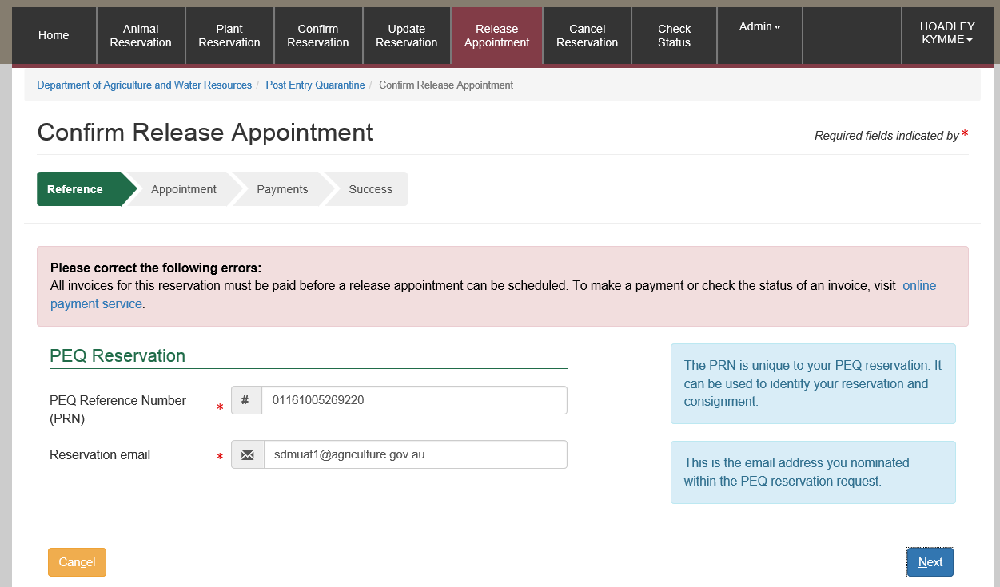 Home
Animal
Reservation
Plant
Reservation
Confirm
Reservation
Update
Reservation
Release
Appointment
Cancel
Reservation
Check
Status
Admin
HOADLEY
KYMME
Department of Agriculture and Water Resources / Post Entry Quarantine / Confirm Release Appointment
Confirm Release Appointment
Required fields indicated by *
Reference
Appointment
Payments
Success
Please correct the following errors:
All invoices for this reservation must be paid before a release appointment can be scheduled. To make a payment or check the status of an invoice, visit online
payment service.
PEQ Reservation
PEQ Reference Number
(PRN)
*
# 01161005269220
Reservation email * sdmuat1@agriculture.gov.au
The PRN is unique to your PEQ reservation. It
can be used to identify your reservation and
consignment.
This is the email address you nominated
within the PEQ reservation request.
Cancel
Next